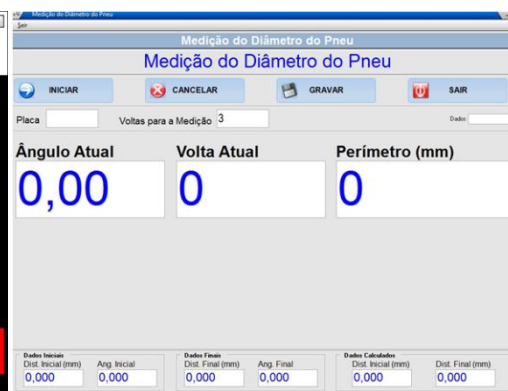 Medição do Diâmetro do Pneu
Sair
Medição do Diâmetro do Pneu
Medição do Diâmetro do Pneu
INICIAR CANCELAR GRAVAR SAIR
Placa Voltas para a Medição 3 Dados
Ângulo Atual Volta Atual Perímetro (mm)
0,00 0 0
Dados Iniciais Dados Finais Dados Calculados
Dist. Inicial (mm) Ang. Inicial Dist. Final (mm) Ang. Final Dist. Inicial (mm) Dist. Final (mm)
0,000 0,000 0,000 0,000 0,000 0,000